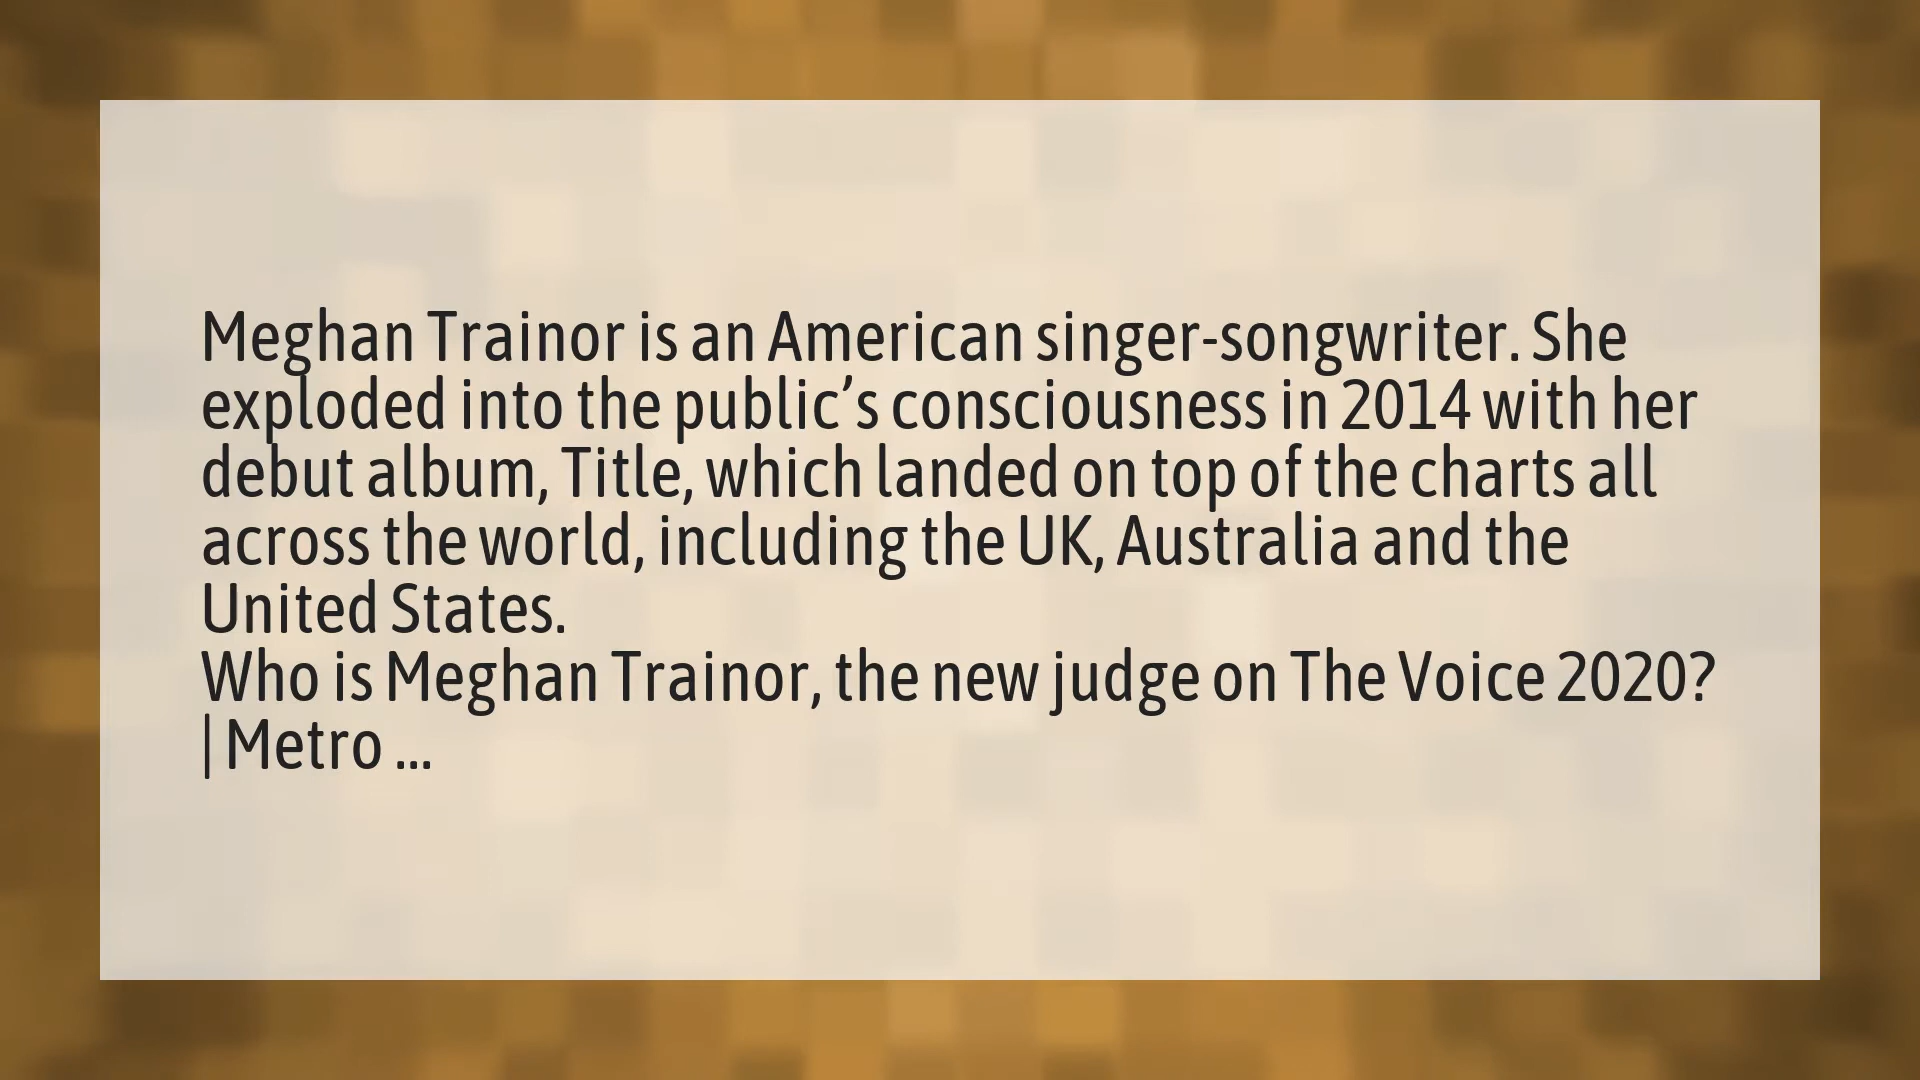 Meghan Trainor is an American singer-songwriter. She
exploded into the public’s consciousness in 2014 with her
debut album, Title, which landed on top of the charts all
across the world, including the UK, Australia and the
United States.
Who is Meghan Trainor, the new judge on The Voice 2020?
| Metro ...